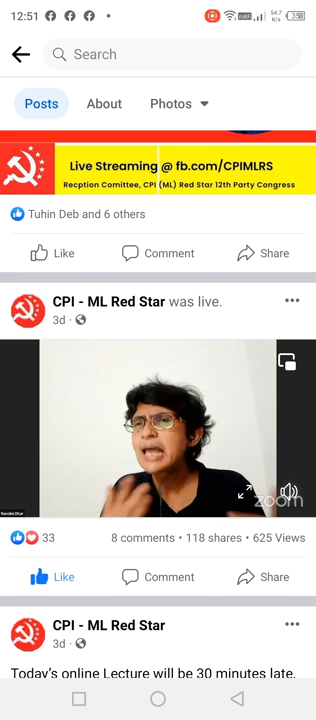 12:51
54.7
K/s
Search
Posts About Photos
Live Streaming @ fb.com/CPIMLRS
Recption Comittee, CPI (ML) Red Star 12th Party Congress
Tuhin Deb and 6 others
Like Comment Share
CPI - ML Red Star was live.
3d
zoom
Nandini Dhar
33 8 comments • 118 shares • 625 Views
Like Comment Share
CPI - ML Red Star
3d
Today's online Lecture will be 30 minutes late.